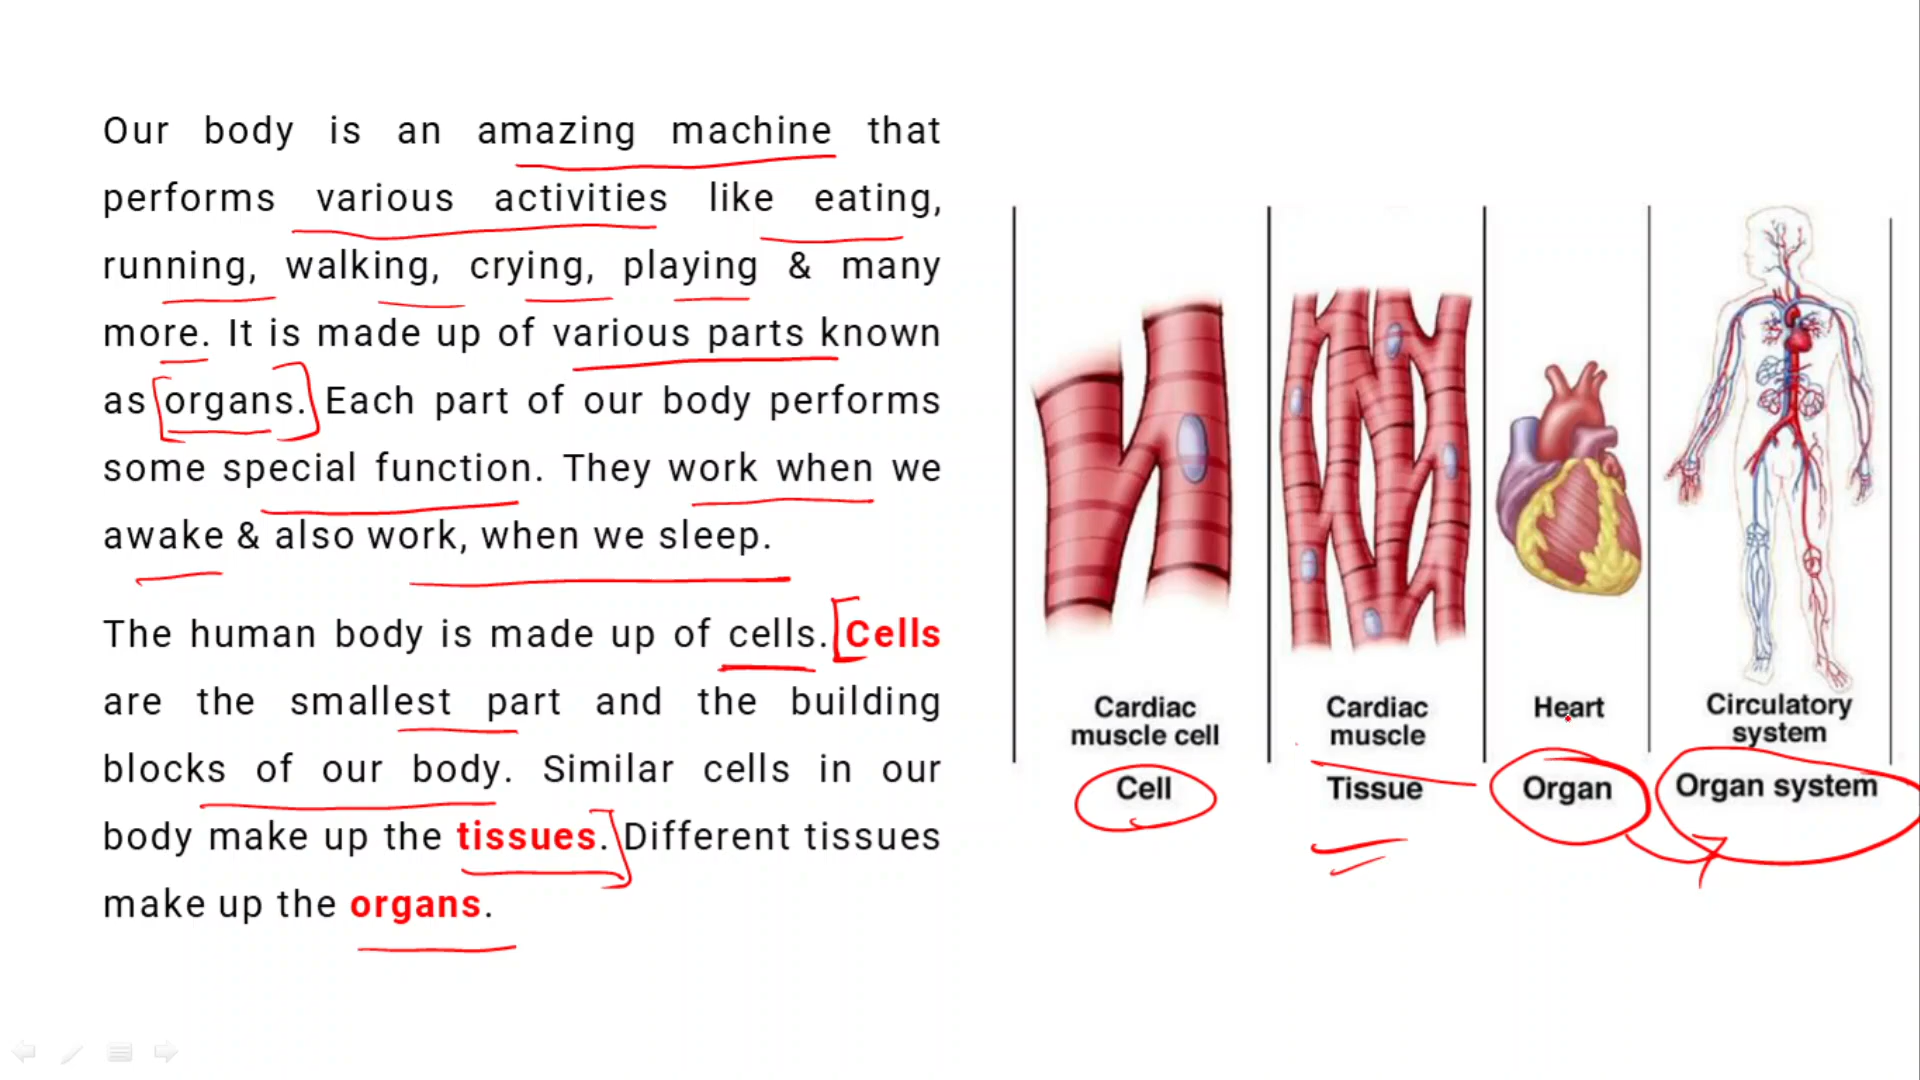 Our body is an amazing machine that
performs various activities like eating,
running, walking, crying, playing & many
more. It is made up of various parts known
as organs. Each part of our body performs
some special function. They work when we
awake & also work, when we sleep.
The human body is made up of cells. Cells
are the smallest part and the building
blocks of our body. Similar cells in our
body make up the tissues. Different tissues
make up the organs.
Cardiac
muscle cell
Cell
Cardiac
muscle
Tissue
Heart
Organ
Circulatory
system
Organ system